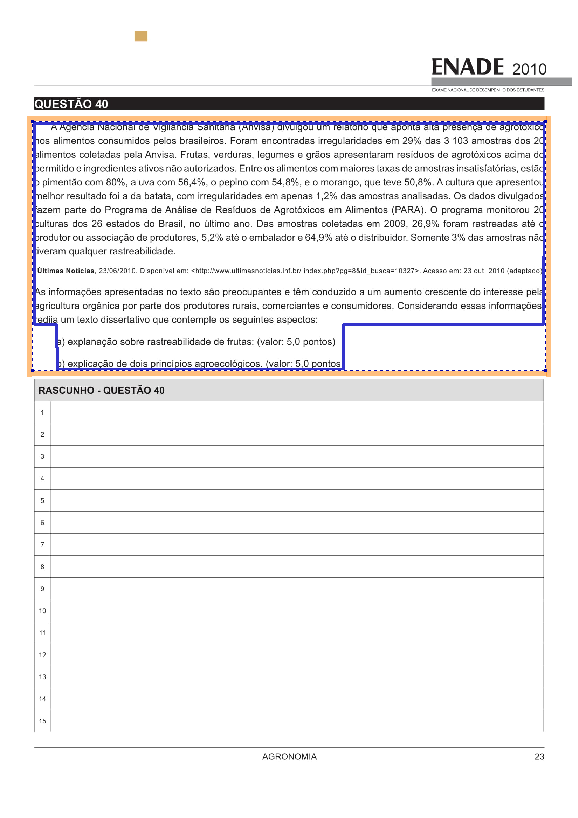 ENADE 2010
EXAME NACIONAL DE DESEMPENHO DOS ESTUDANTES
QUESTÃO 40
A Agência Nacional de Vigilância Sanitária (Anvisa) divulgou um relatório que aponta alta presença de agrotóxico
nos alimentos consumidos pelos brasileiros. Foram encontradas irregularidades em 29% das 3 103 amostras dos 20
alimentos coletadas pela Anvisa. Frutas, verduras, legumes e grãos apresentaram resíduos de agrotóxicos acima do
permitido e ingredientes ativos não autorizados. Entre os alimentos com maiores taxas de amostras insatisfatórias, estão
o pimentão com 80%, a uva com 56,4%, o pepino com 54,8%, e o morango, que teve 50,8%. A cultura que apresentou
melhor resultado foi a da batata, com irregularidades em apenas 1,2% das amostras analisadas. Os dados divulgados
fazem parte do Programa de Análise de Resíduos de Agrotóxicos em Alimentos (PARA). O programa monitorou 20
culturas dos 26 estados do Brasil, no último ano. Das amostras coletadas em 2009, 26,9% foram rastreadas até o
produtor ou associação de produtores, 5,2% até o embalador e 64,9% até o distribuidor. Somente 3% das amostras não
tiveram qualquer rastreabilidade.
Últimas Notícias, 23/06/2010. Disponível em: <http://www.ultimasnoticias.inf.br/ index.php?pg=8&id_busca=10327>. Acesso em: 23 out. 2010 (adaptado).
As informações apresentadas no texto são preocupantes e têm conduzido a um aumento crescente do interesse pela
agricultura orgânica por parte dos produtores rurais, comerciantes e consumidores. Considerando essas informações,
redija um texto dissertativo que contemple os seguintes aspectos:
a) explanação sobre rastreabilidade de frutas; (valor: 5,0 pontos)
b) explicação de dois princípios agroecológicos. (valor: 5,0 pontos)
RASCUNHO - QUESTÃO 40
1
2
3
4
5
6
7
8
9
10
11
12
13
14
15
AGRONOMIA
23